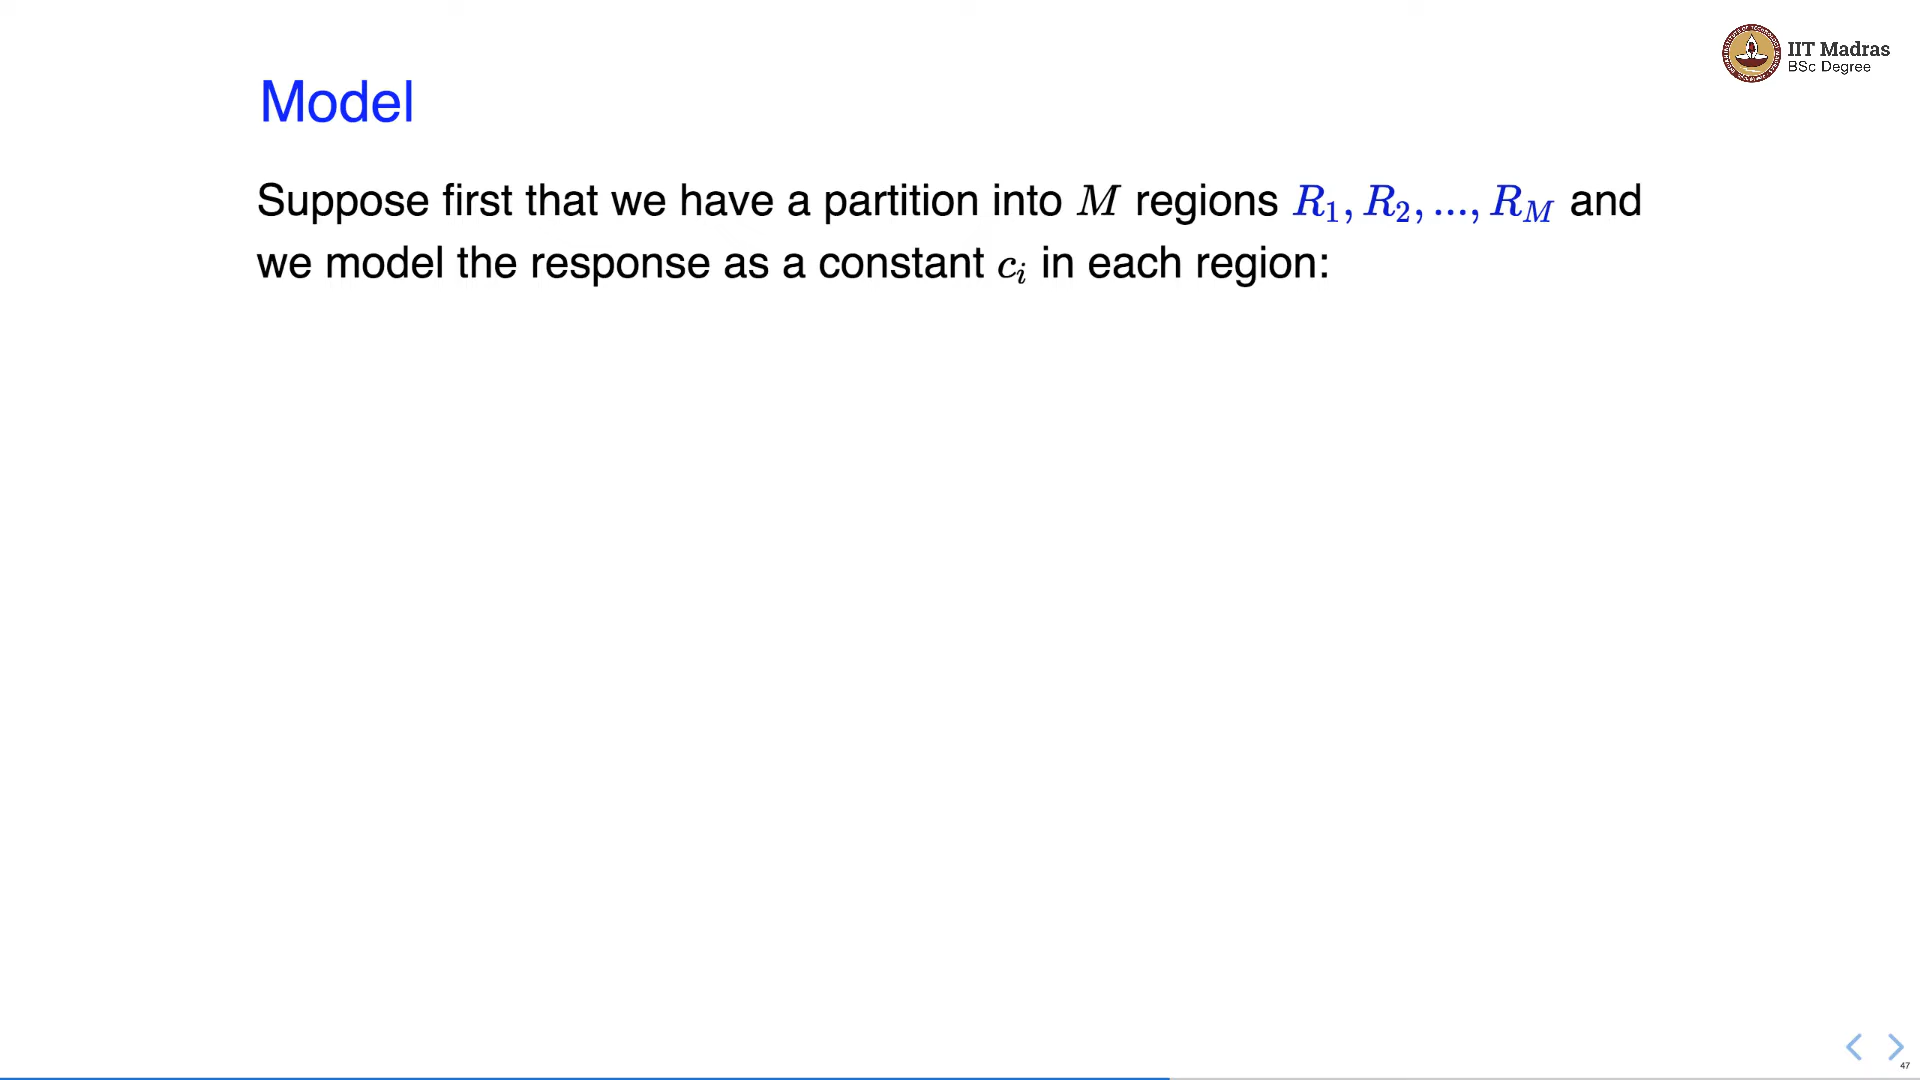 IIT Madras
BSc Degree
Model
Suppose first that we have a partition into M regions R₁, R₂, ..., R_M and
we model the response as a constant cᵢ in each region:
47